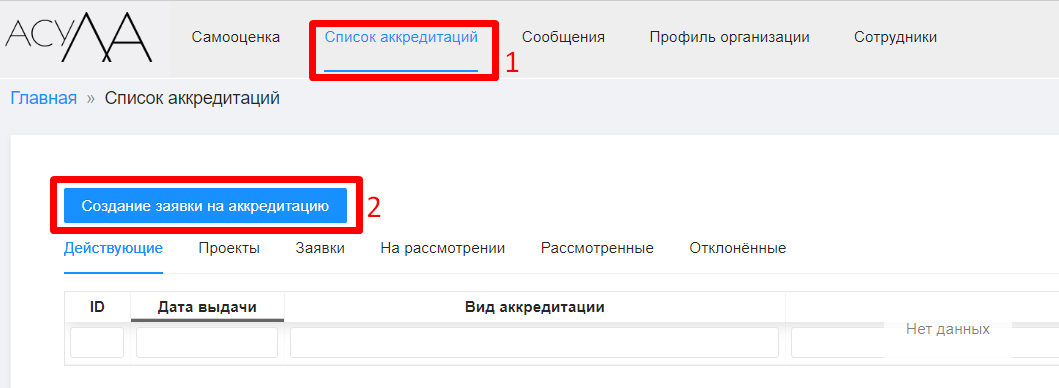 АСУЛА Самооценка Список аккредитаций Сообщения Профиль организации Сотрудники
1
Главная » Список аккредитаций
Создание заявки на аккредитацию 2
Действующие Проекты Заявки На рассмотрении Рассмотренные Отклонённые
ID Дата выдачи Вид аккредитации
Нет данных